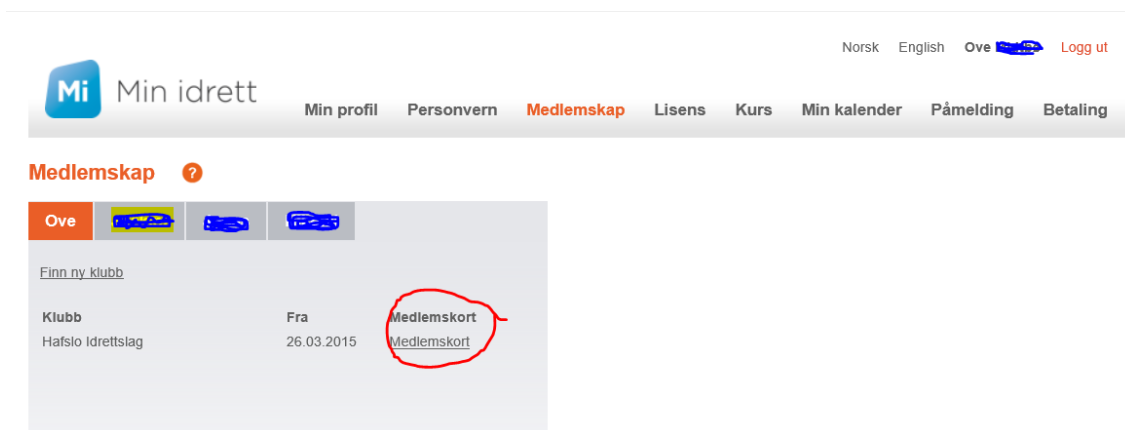 Norsk English Ove Logg ut
Mi Min idrett
Min profil Personvern Medlemskap Lisens Kurs Min kalender Påmelding Betaling
Medlemskap ?
Ove
Finn ny klubb
Klubb Fra Medlemskort
Hafslo Idrettslag 26.03.2015 Medlemskort